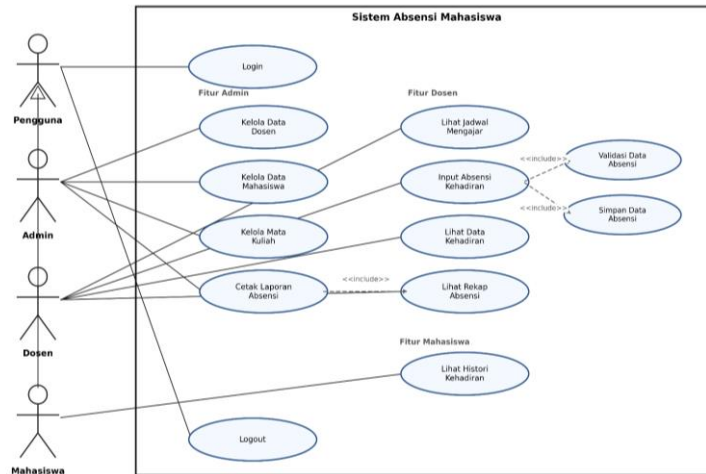 Sistem Absensi Mahasiswa
Login
Pengguna
Fitur Admin
Fitur Dosen
Kelola Data
Dosen
Lihat Jadwal
Mengajar
<<include>>
Validasi Data
Absensi
Kelola Data
Mahasiswa
Input Absensi
Kehadiran
<<include>>
Simpan Data
Absensi
Admin
Kelola Mata
Kuliah
Lihat Data
Kehadiran
<<include>>
Cetak Laporan
Absensi
Lihat Rekap
Absensi
Dosen
Fitur Mahasiswa
Lihat Histori
Kehadiran
Logout
Mahasiswa